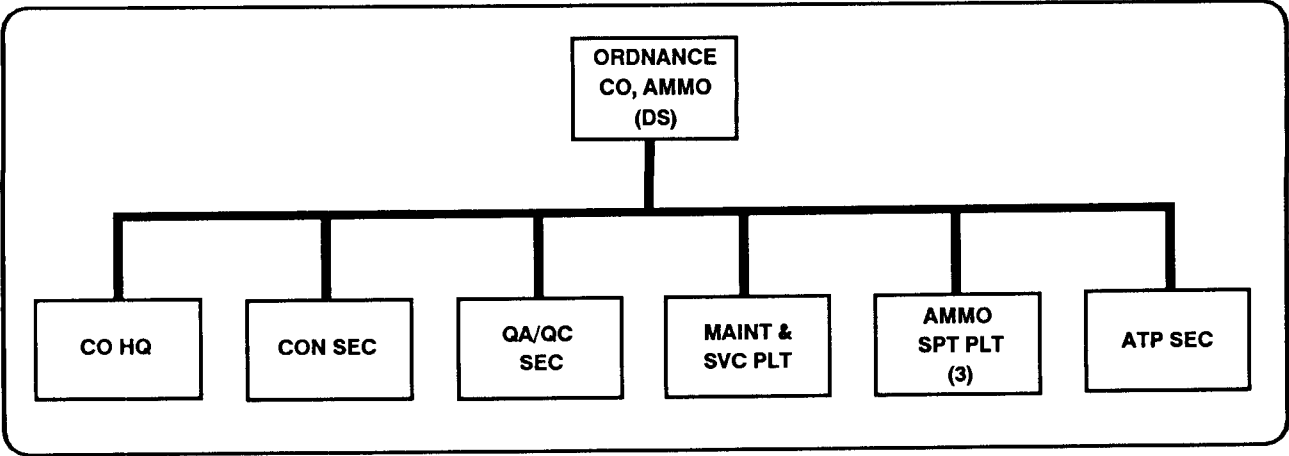 ORDNANCE
CO, AMMO
(DS)
CO HQ
CON SEC
QA/QC
SEC
MAINT &
SVC PLT
AMMO
SPT PLT
(3)
ATP SEC